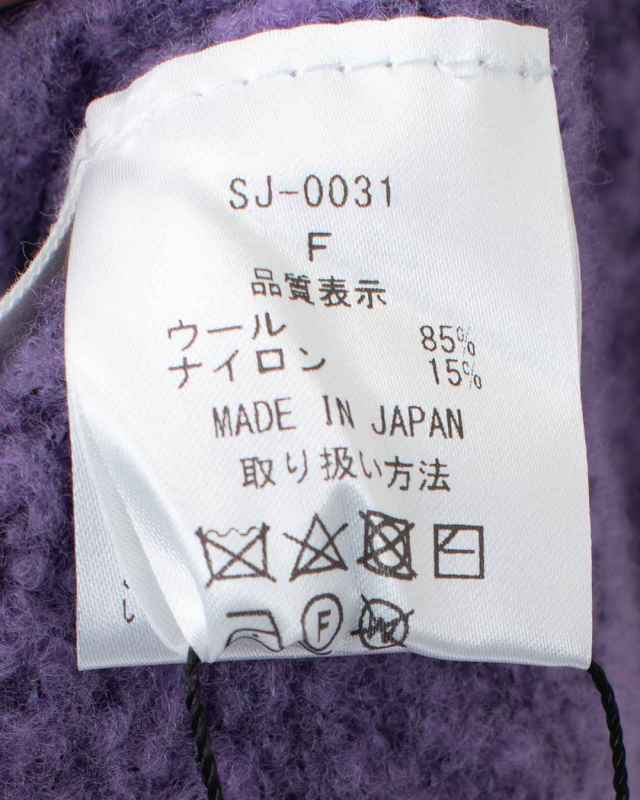 SJ-0031
F
品質表示
ウール 85%
ナイロン 15%
MADE IN JAPAN
取り扱い方法
F
W